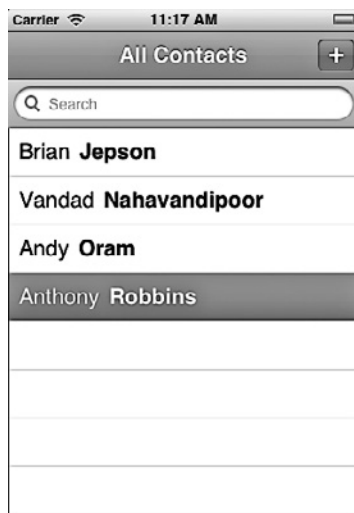 Carrier 11:17 AM
All Contacts +
Search
Brian Jepson
Vandad Nahavandipoor
Andy Oram
Anthony Robbins